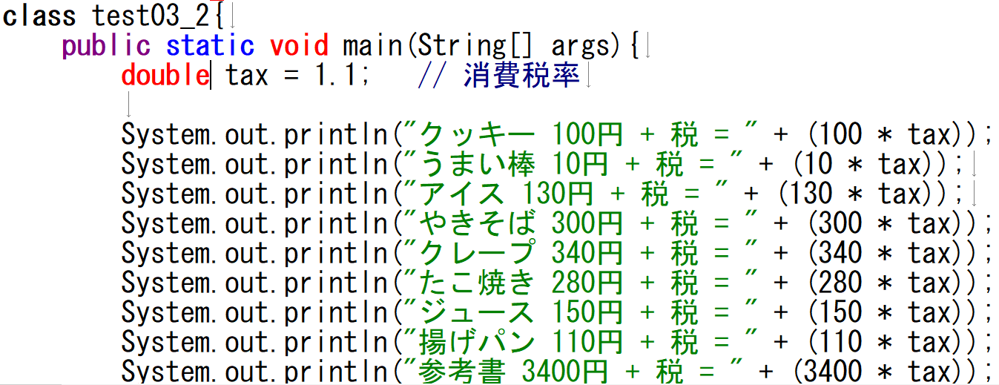 class test03_2{
public static void main(String[] args){
double tax = 1.1;   // 消費税率
System.out.println("クッキー 100円 + 税 = " + (100 * tax));
System.out.println("うまい棒 10円 + 税 = " + (10 * tax));
System.out.println("アイス 130円 + 税 = " + (130 * tax));
System.out.println("やきそば 300円 + 税 = " + (300 * tax));
System.out.println("クレープ 340円 + 税 = " + (340 * tax));
System.out.println("たこ焼き 280円 + 税 = " + (280 * tax));
System.out.println("ジュース 150円 + 税 = " + (150 * tax));
System.out.println("揚げパン 110円 + 税 = " + (110 * tax));
System.out.println("参考書 3400円 + 税 = " + (3400 * tax));